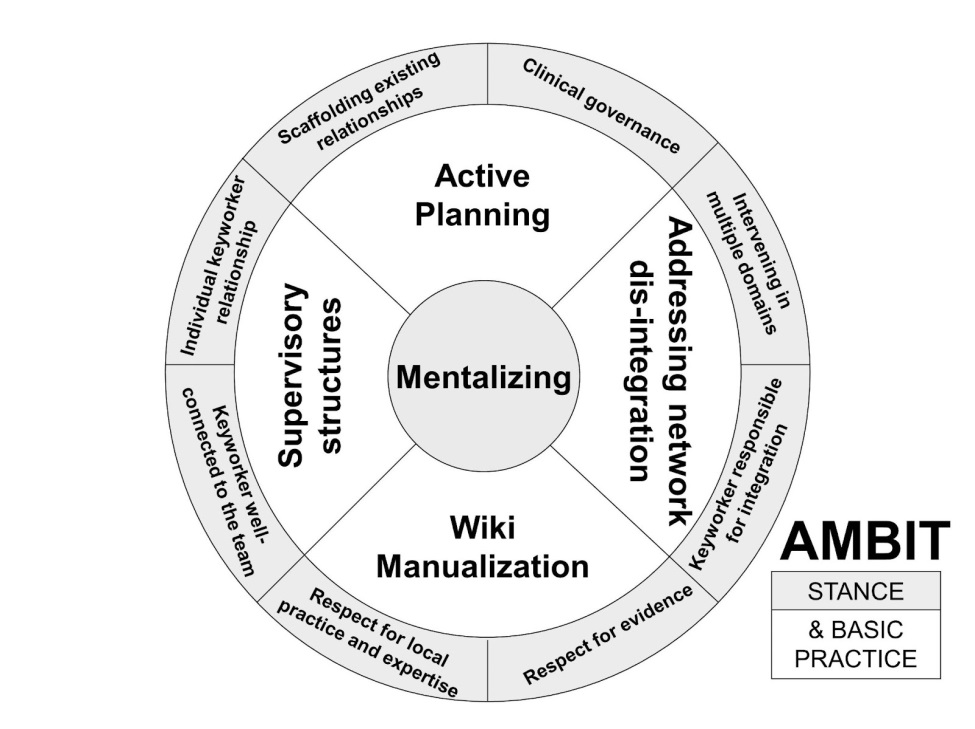 Scaffolding existing
relationships
Clinical governance
Individual keyworker
relationship
Active
Planning
Intervening in
multiple domains
Supervisory
structures
Mentalizing
Addressing network
dis-integration
Keyworker well-
connected to the team
Wiki
Manualization
Keyworker responsible
for integration
Respect for local
practice and expertise
Respect for evidence
AMBIT
STANCE
& BASIC
PRACTICE